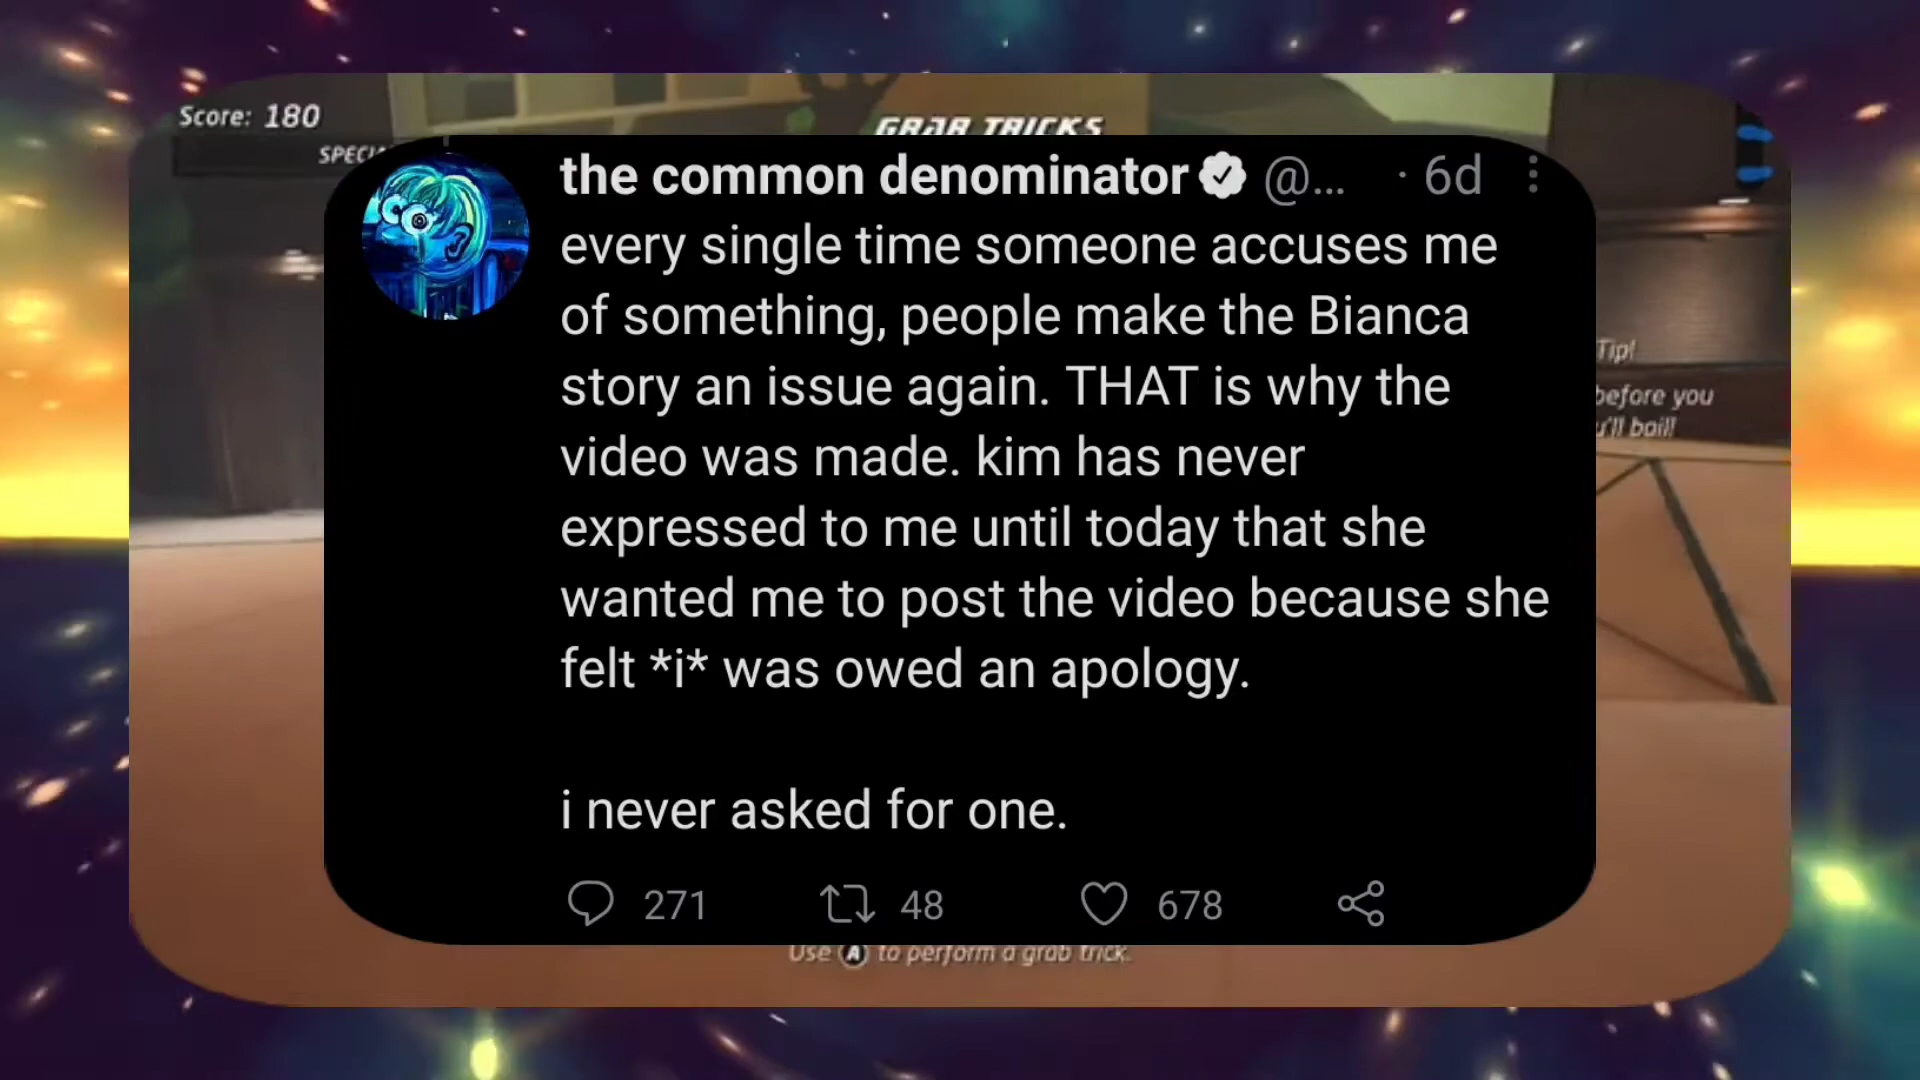 Score: 180
GRAB TRICKS
the common denominator @... · 6d
every single time someone accuses me
of something, people make the Bianca
story an issue again. THAT is why the
video was made. kim has never
expressed to me until today that she
wanted me to post the video because she
felt *i* was owed an apology.
i never asked for one.
271 48 678
Tip!
before you
bail!
Use A to perform a grab trick.